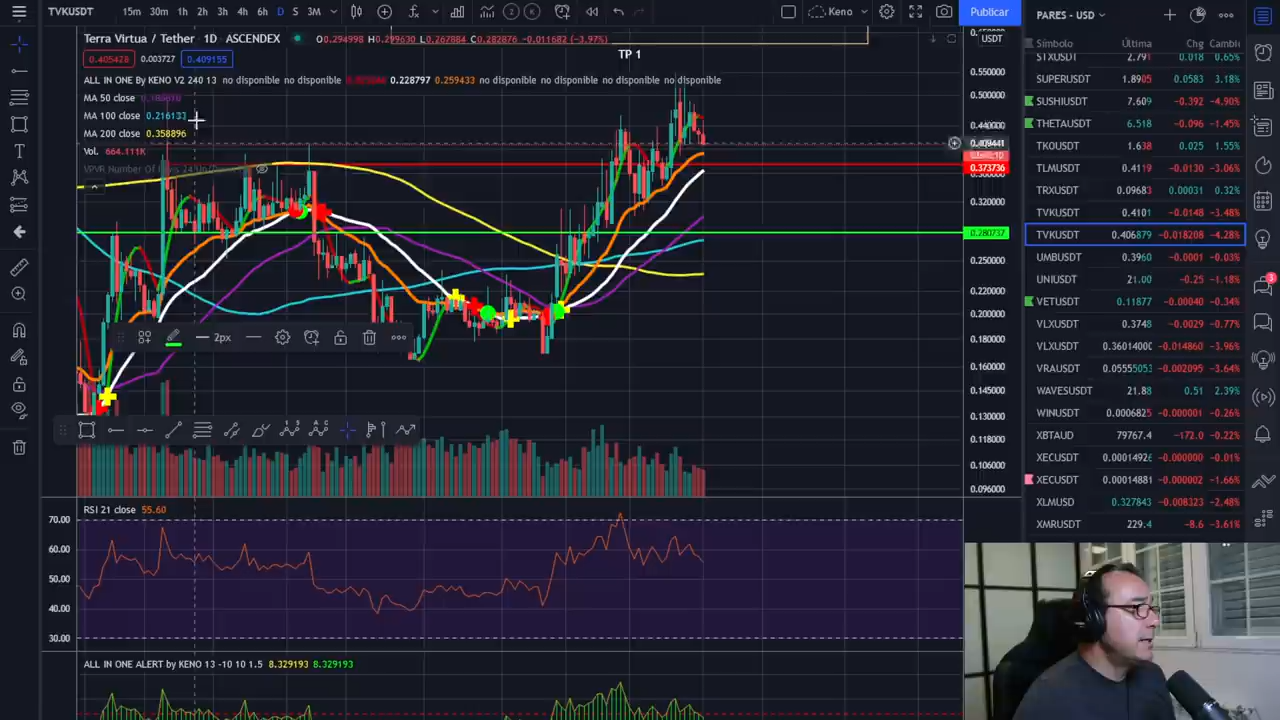 TVKUSDT 15m 30m 1h 2h 3h 4h 6h D S 3M Keno Publicar PARES - USD
Terra Virtua / Tether · 1D · ASCENDEX O0.294998 H0.299630 L0.267884 C0.282876 -0.011682 (-3.97%)
0.405428 0.003727 0.409155
ALL IN ONE BY KENO V2 240 13 no disponible no disponible 0.228797 0.259433 no disponible no disponible no disponible no disponible
MA 50 close
MA 100 close 0.216133
MA 200 close 0.358896
Vol. 664.111K
TP 1
USDT
0.550000
0.500000
0.440000
0.409441
0.373736
0.320000
0.280737
0.250000
0.220000
0.200000
0.180000
0.160000
0.145000
0.130000
0.118000
0.106000
0.096000
2px
RSI 21 close 55.60
70.00
60.00
50.00
40.00
30.00
ALL IN ONE ALERT by KENO 13 -10 10 1.5 8.329193 8.329193
Símbolo Última Chg Cambi
STXUSDT 0.018 0.65%
SUPERUSDT 1.8905 0.0583 3.18%
SUSHIUSDT 7.609 -0.392 -4.90%
THETAUSDT 6.518 -0.096 -1.45%
TKOUSDT 1.638 0.025 1.55%
TLMUSDT 0.4119 -0.0130 -3.06%
TRXUSDT 0.09683 0.00031 0.32%
TVKUSDT 0.4101 -0.0148 -3.48%
TVKUSDT 0.406879 -0.018208 -4.28%
UMBUSDT 0.3960 -0.0001 -0.03%
UNIUSDT 21.00 -0.25 -1.18%
VETUSDT 0.11877 -0.00040 -0.34%
VLXUSDT 0.3748 -0.0029 -0.77%
VLXUSDT 0.36014000 -0.014860 -3.96%
VRAUSDT 0.05555053 -0.002095 -3.64%
WAVESUSDT 21.88 0.51 2.39%
WINUSDT 0.0006825 -0.000001 -0.26%
XBTAUD 79767.4 -172.0 -0.22%
XECUSDT 0.00014926 -0.000000 -0.01%
XECUSDT 0.00014881 -0.000002 -1.66%
XLMUSD 0.327843 -0.008323 -2.48%
XMRUSDT 229.4 -8.6 -3.61%
3